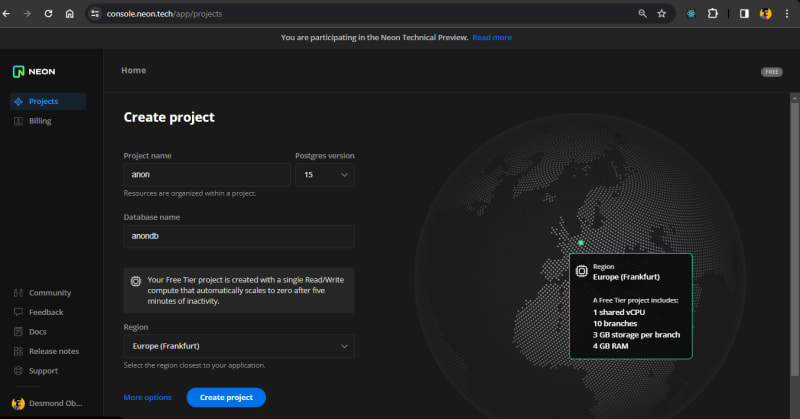 console.neon.tech/app/projects
You are participating in the Neon Technical Preview. Read more
NEON
Home
FREE
Projects
Billing
Create project
Project name
Postgres version
anon
15
Resources are organized within a project.
Database name
anondb
Your Free Tier project is created with a single Read/Write
compute that automatically scales to zero after five
minutes of inactivity.
Region
Europe (Frankfurt)
Select the region closest to your application.
More options
Create project
Region
Europe (Frankfurt)
A Free Tier project includes:
1 shared vCPU
10 branches
3 GB storage per branch
4 GB RAM
Community
Feedback
Docs
Release notes
Support
Desmond Ob...